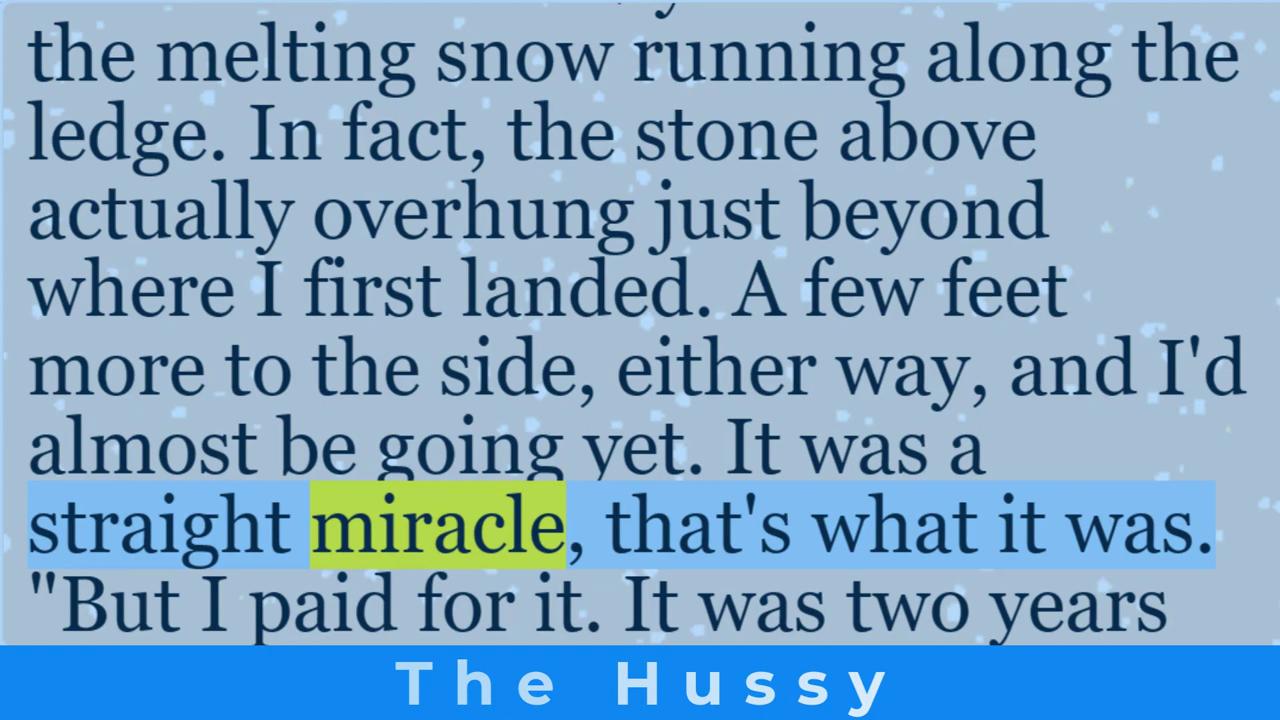 the melting snow running along the
ledge. In fact, the stone above
actually overhung just beyond
where I first landed. A few feet
more to the side, either way, and I'd
almost be going yet. It was a
straight miracle, that's what it was.
"But I paid for it. It was two years
The Hussy